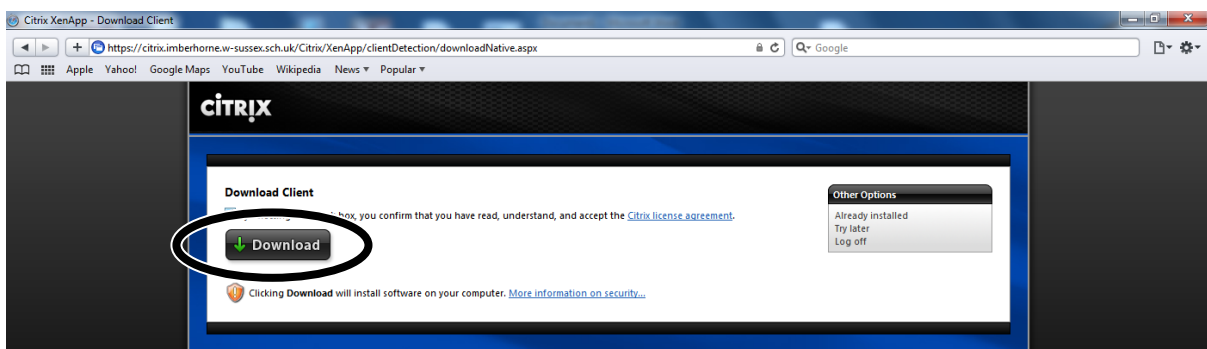 Citrix XenApp - Download Client
https://citrix.imberhorne.w-sussex.sch.uk/Citrix/XenApp/clientDetection/downloadNative.aspx
Google
Apple Yahoo! Google Maps YouTube Wikipedia News Popular
CİTRIX
Download Client
box, you confirm that you have read, understand, and accept the Citrix license agreement.
Download
Clicking Download will install software on your computer. More information on security...
Other Options
Already installed
Try later
Log off